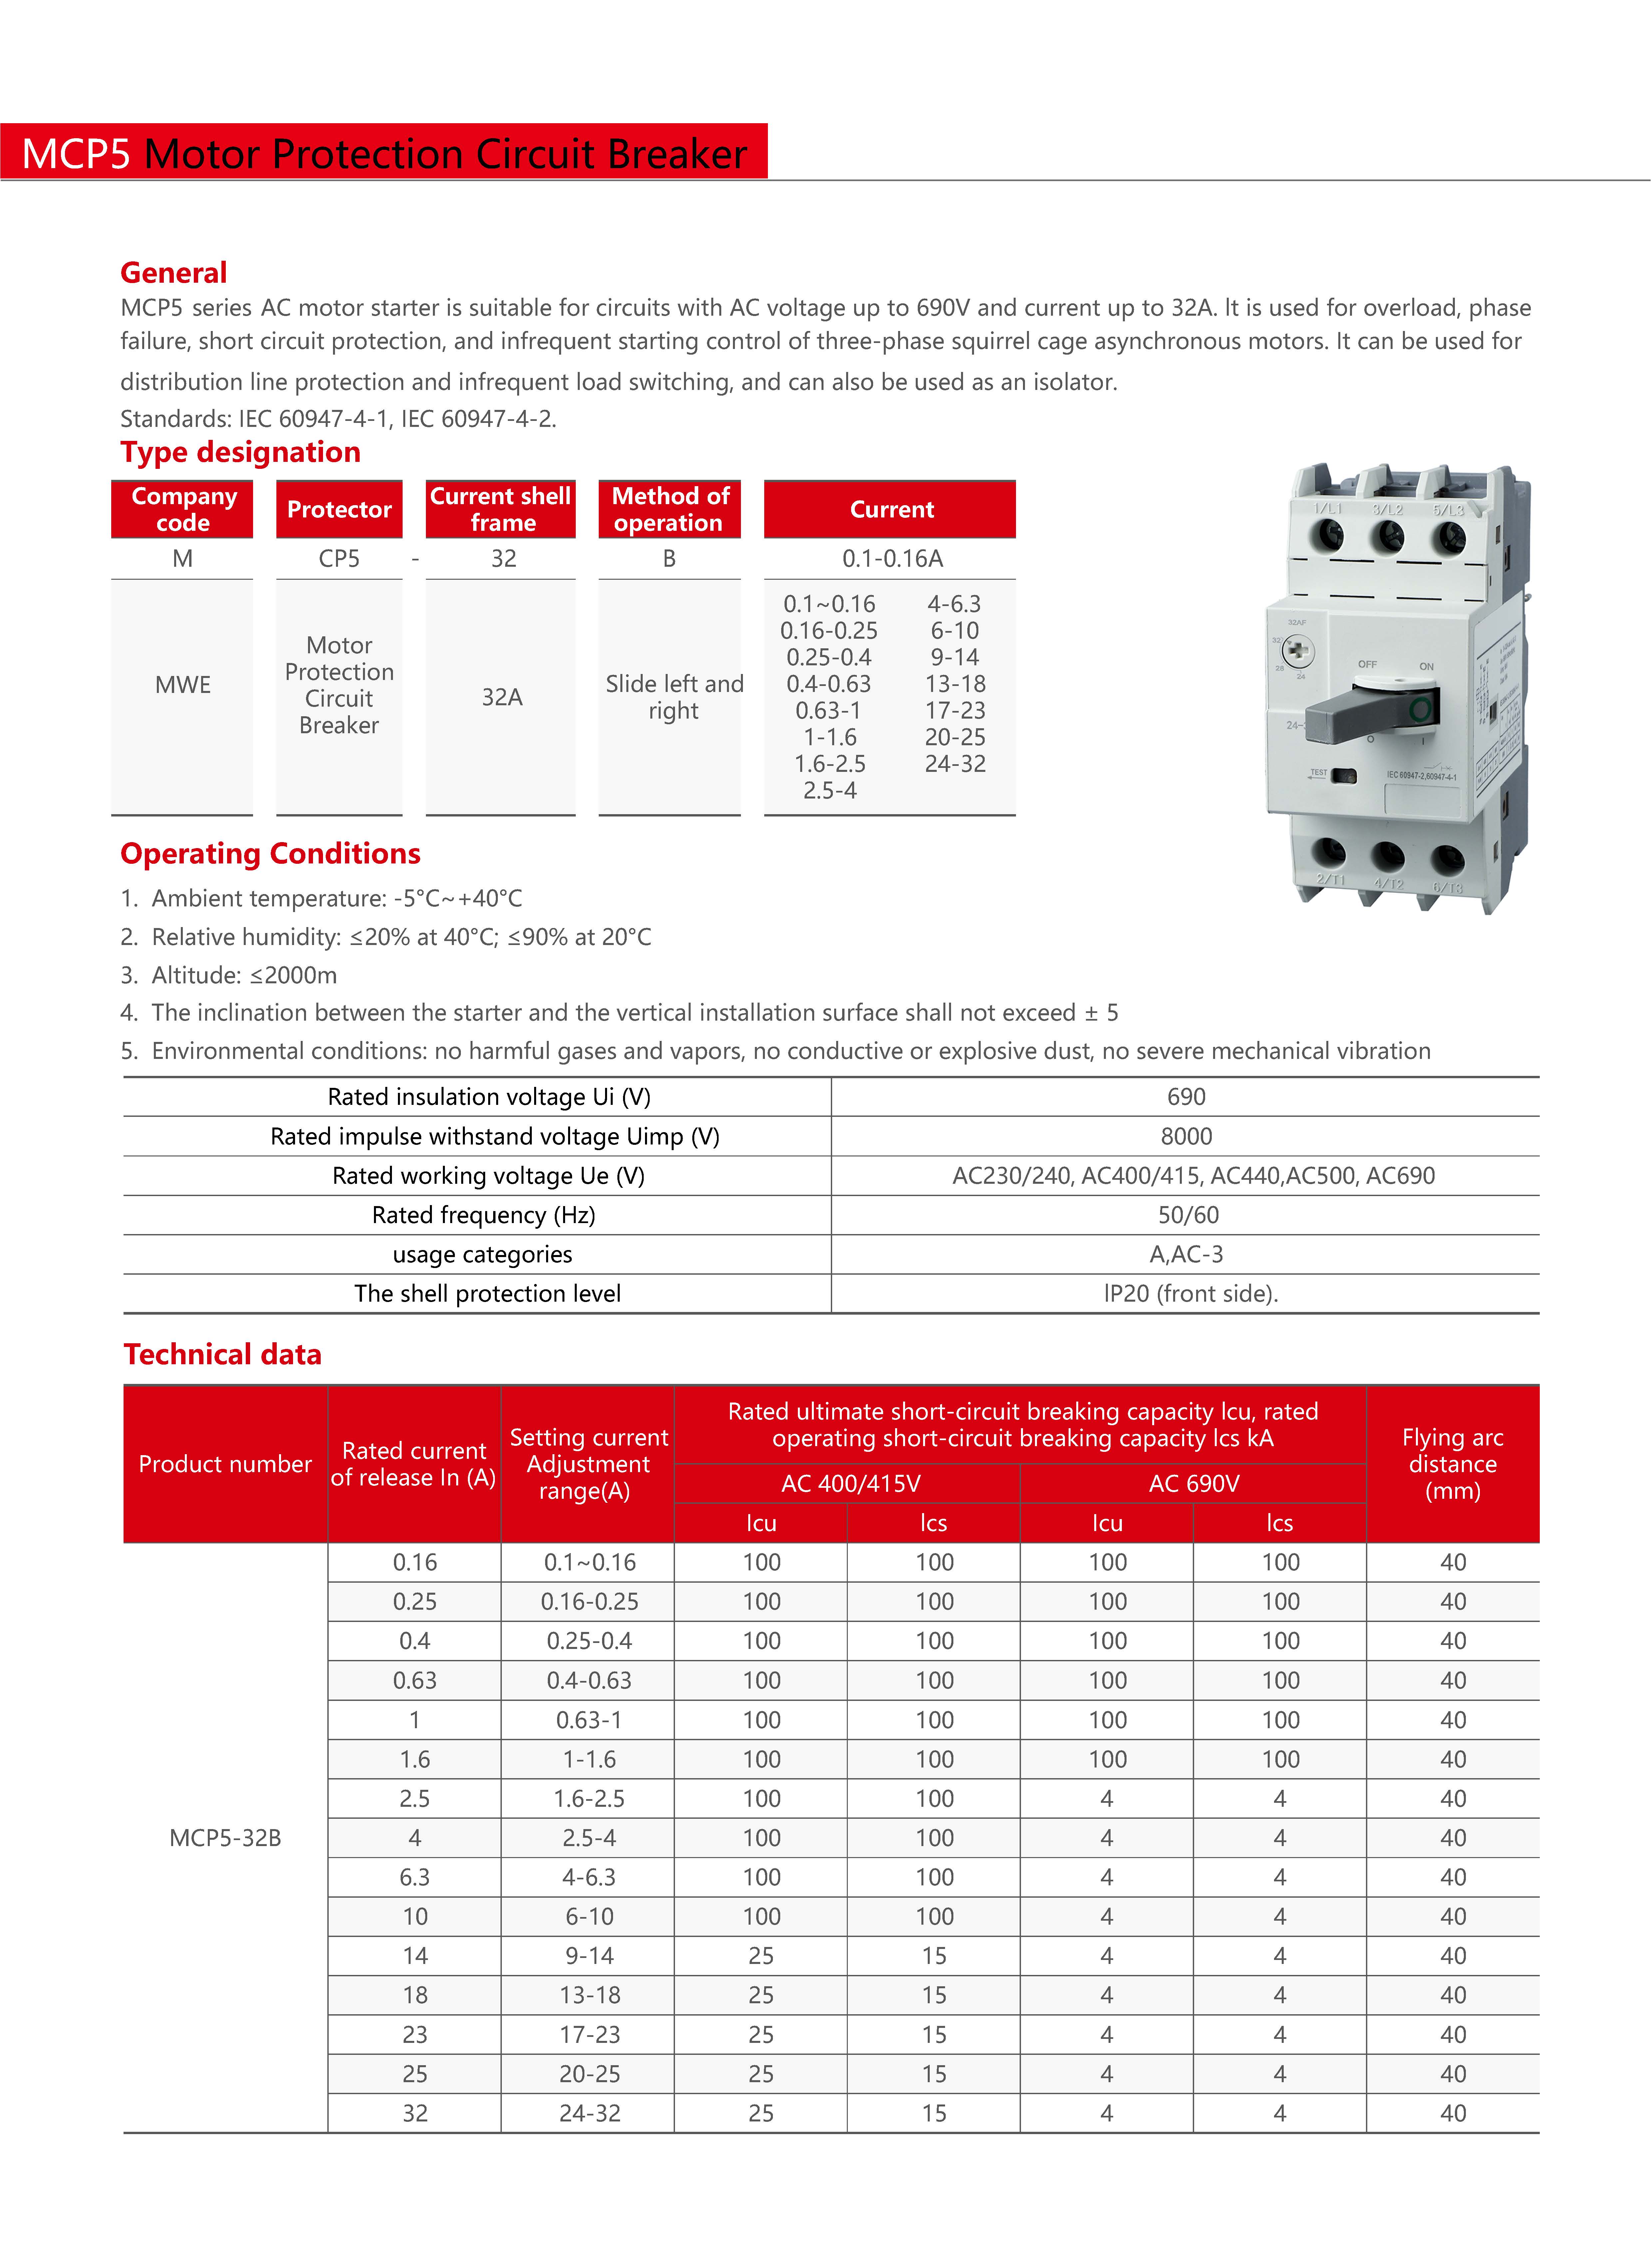 MCP5 Motor Protection Circuit Breaker
General
MCP5 series AC motor starter is suitable for circuits with AC voltage up to 690V and current up to 32A. lt is used for overload, phase
failure, short circuit protection, and infrequent starting control of three-phase squirrel cage asynchronous motors. It can be used for
distribution line protection and infrequent load switching, and can also be used as an isolator.
Standards: IEC 60947-4-1, IEC 60947-4-2.
Type designation
Company code Protector Current shell frame Method of operation Current
M CP5 - 32 B 0.1-0.16A
MWE
Motor
Protection
Circuit
Breaker
32A
Slide left and
right
0.1~0.16 4-6.3
0.16-0.25 6-10
0.25-0.4 9-14
0.4-0.63 13-18
0.63-1 17-23
1-1.6 20-25
1.6-2.5 24-32
2.5-4
1/L1 3/L2 5/L3
32AF
32
28
24
OFF ON
24-
O I
TEST
IEC 60947-2,60947-4-1
2/T1 4/T2 6/T3
Operating Conditions
1. Ambient temperature: -5°C~+40°C
2. Relative humidity: ≤20% at 40°C; ≤90% at 20°C
3. Altitude: ≤2000m
4. The inclination between the starter and the vertical installation surface shall not exceed ± 5
5. Environmental conditions: no harmful gases and vapors, no conductive or explosive dust, no severe mechanical vibration
Rated insulation voltage Ui (V) 690
Rated impulse withstand voltage Uimp (V) 8000
Rated working voltage Ue (V) AC230/240, AC400/415, AC440,AC500, AC690
Rated frequency (Hz) 50/60
usage categories A,AC-3
The shell protection level lP20 (front side).
Technical data
Product number
Rated current
of release In (A)
Setting current
Adjustment
range(A)
Rated ultimate short-circuit breaking capacity lcu, rated
operating short-circuit breaking capacity lcs kA
AC 400/415V AC 690V
lcu lcs lcu lcs
Flying arc
distance
(mm)
MCP5-32B
0.16 0.1~0.16 100 100 100 100 40
0.25 0.16-0.25 100 100 100 100 40
0.4 0.25-0.4 100 100 100 100 40
0.63 0.4-0.63 100 100 100 100 40
1 0.63-1 100 100 100 100 40
1.6 1-1.6 100 100 100 100 40
2.5 1.6-2.5 100 100 4 4 40
4 2.5-4 100 100 4 4 40
6.3 4-6.3 100 100 4 4 40
10 6-10 100 100 4 4 40
14 9-14 25 15 4 4 40
18 13-18 25 15 4 4 40
23 17-23 25 15 4 4 40
25 20-25 25 15 4 4 40
32 24-32 25 15 4 4 40